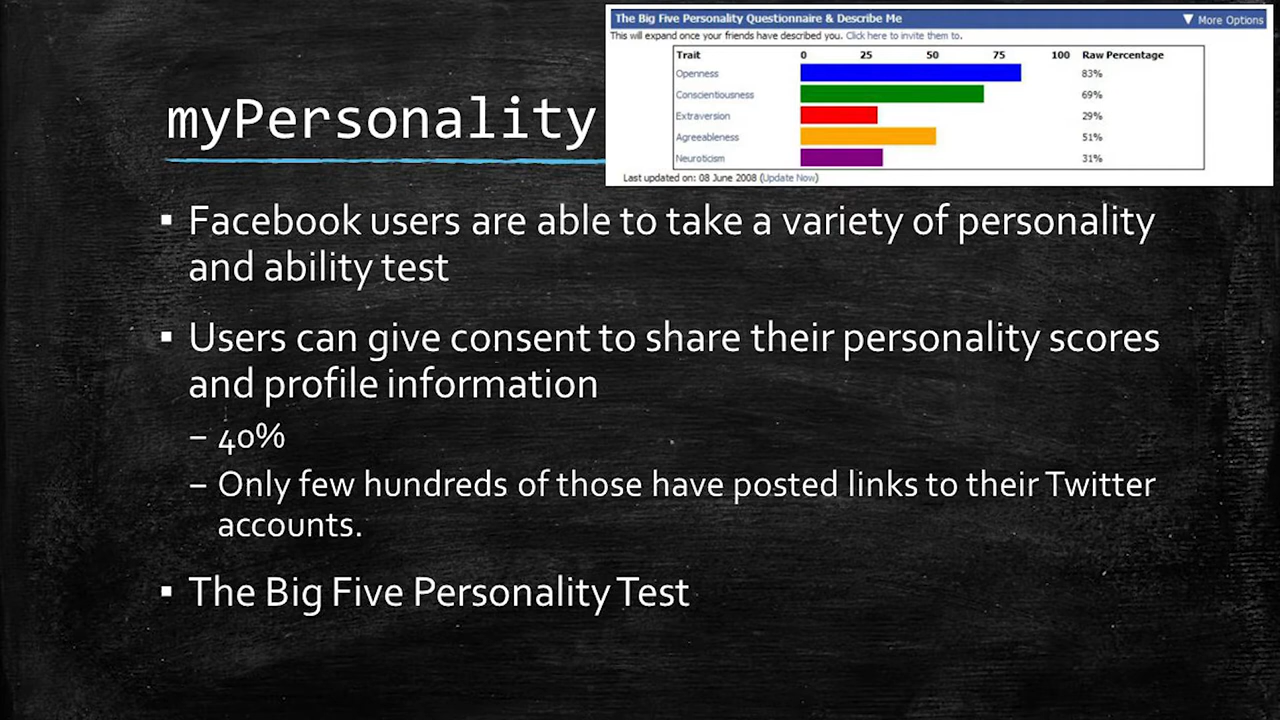 The Big Five Personality Questionnaire & Describe Me ▼ More Options
This will expand once your friends have described you. Click here to invite them to.
Trait 0 25 50 75 100 Raw Percentage
Openness 83%
Conscientiousness 69%
Extraversion 29%
Agreeableness 51%
Neuroticism 31%
Last updated on: 08 June 2008 (Update Now)
myPersonality
▪ Facebook users are able to take a variety of personality
and ability test
▪ Users can give consent to share their personality scores
and profile information
– 40%
– Only few hundreds of those have posted links to their Twitter
accounts.
▪ The Big Five Personality Test